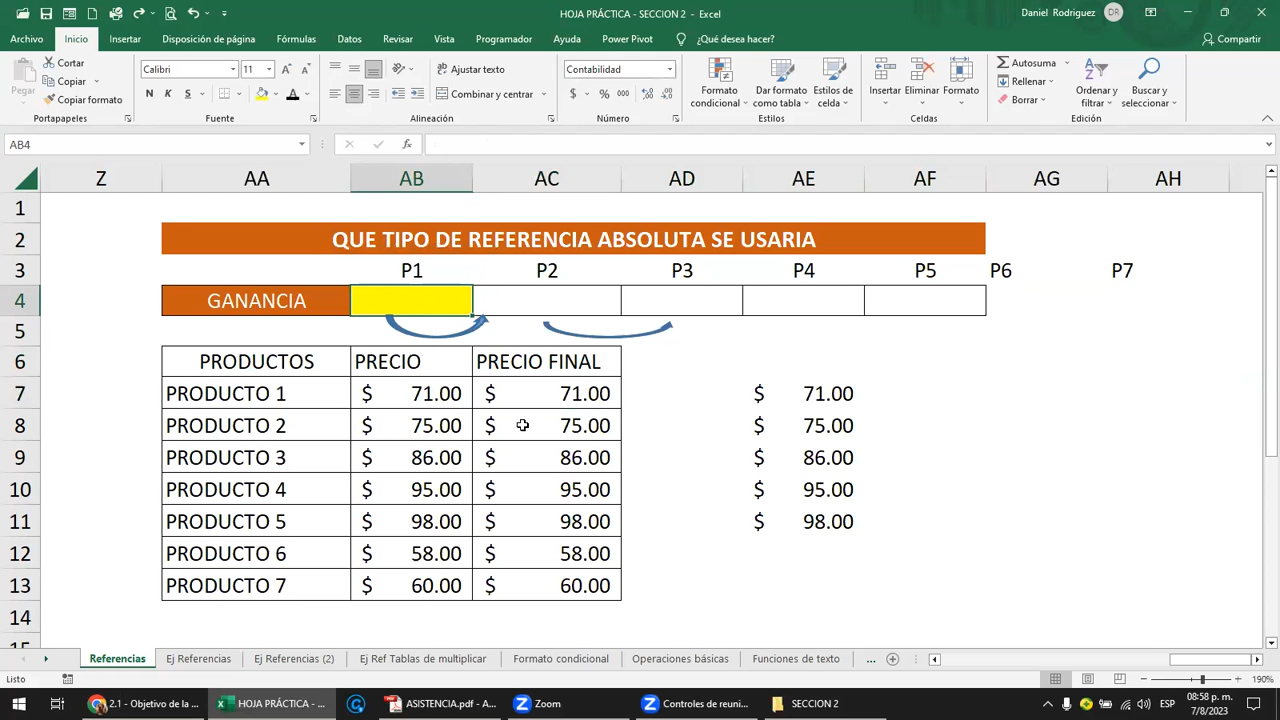 HOJA PRÁCTICA - SECCION 2 - Excel
Daniel Rodriguez DR
Archivo Inicio Insertar Disposición de página Fórmulas Datos Revisar Vista Programador Ayuda Power Pivot ¿Qué desea hacer? Compartir
Pegar
Cortar
Copiar
Copiar formato
Portapapeles
Calibri 11
N K S
Fuente
Ajustar texto
Combinar y centrar
Alineación
Contabilidad
$ % 000
Número
Formato condicional
Dar formato como tabla
Estilos de celda
Estilos
Insertar Eliminar Formato
Celdas
Autosuma
Rellenar
Borrar
Ordenar y filtrar
Buscar y seleccionar
Edición
AB4 fx
Z AA AB AC AD AE AF AG AH
1
2 QUE TIPO DE REFERENCIA ABSOLUTA SE USARIA
3 P1 P2 P3 P4 P5 P6 P7
4 GANANCIA
5
6 PRODUCTOS PRECIO PRECIO FINAL
7 PRODUCTO 1 $ 71.00 $ 71.00 $ 71.00
8 PRODUCTO 2 $ 75.00 $ 75.00 $ 75.00
9 PRODUCTO 3 $ 86.00 $ 86.00 $ 86.00
10 PRODUCTO 4 $ 95.00 $ 95.00 $ 95.00
11 PRODUCTO 5 $ 98.00 $ 98.00 $ 98.00
12 PRODUCTO 6 $ 58.00 $ 58.00
13 PRODUCTO 7 $ 60.00 $ 60.00
14
15
Referencias Ej Referencias Ej Referencias (2) Ej Ref Tablas de multiplicar Formato condicional Operaciones básicas Funciones de texto ...
Listo 190%
2.1 - Objetivo de la ... HOJA PRÁCTICA - ... ASISTENCIA.pdf - A... Zoom Controles de reuni... SECCION 2 ESP
08:58 p. m.
7/8/2023